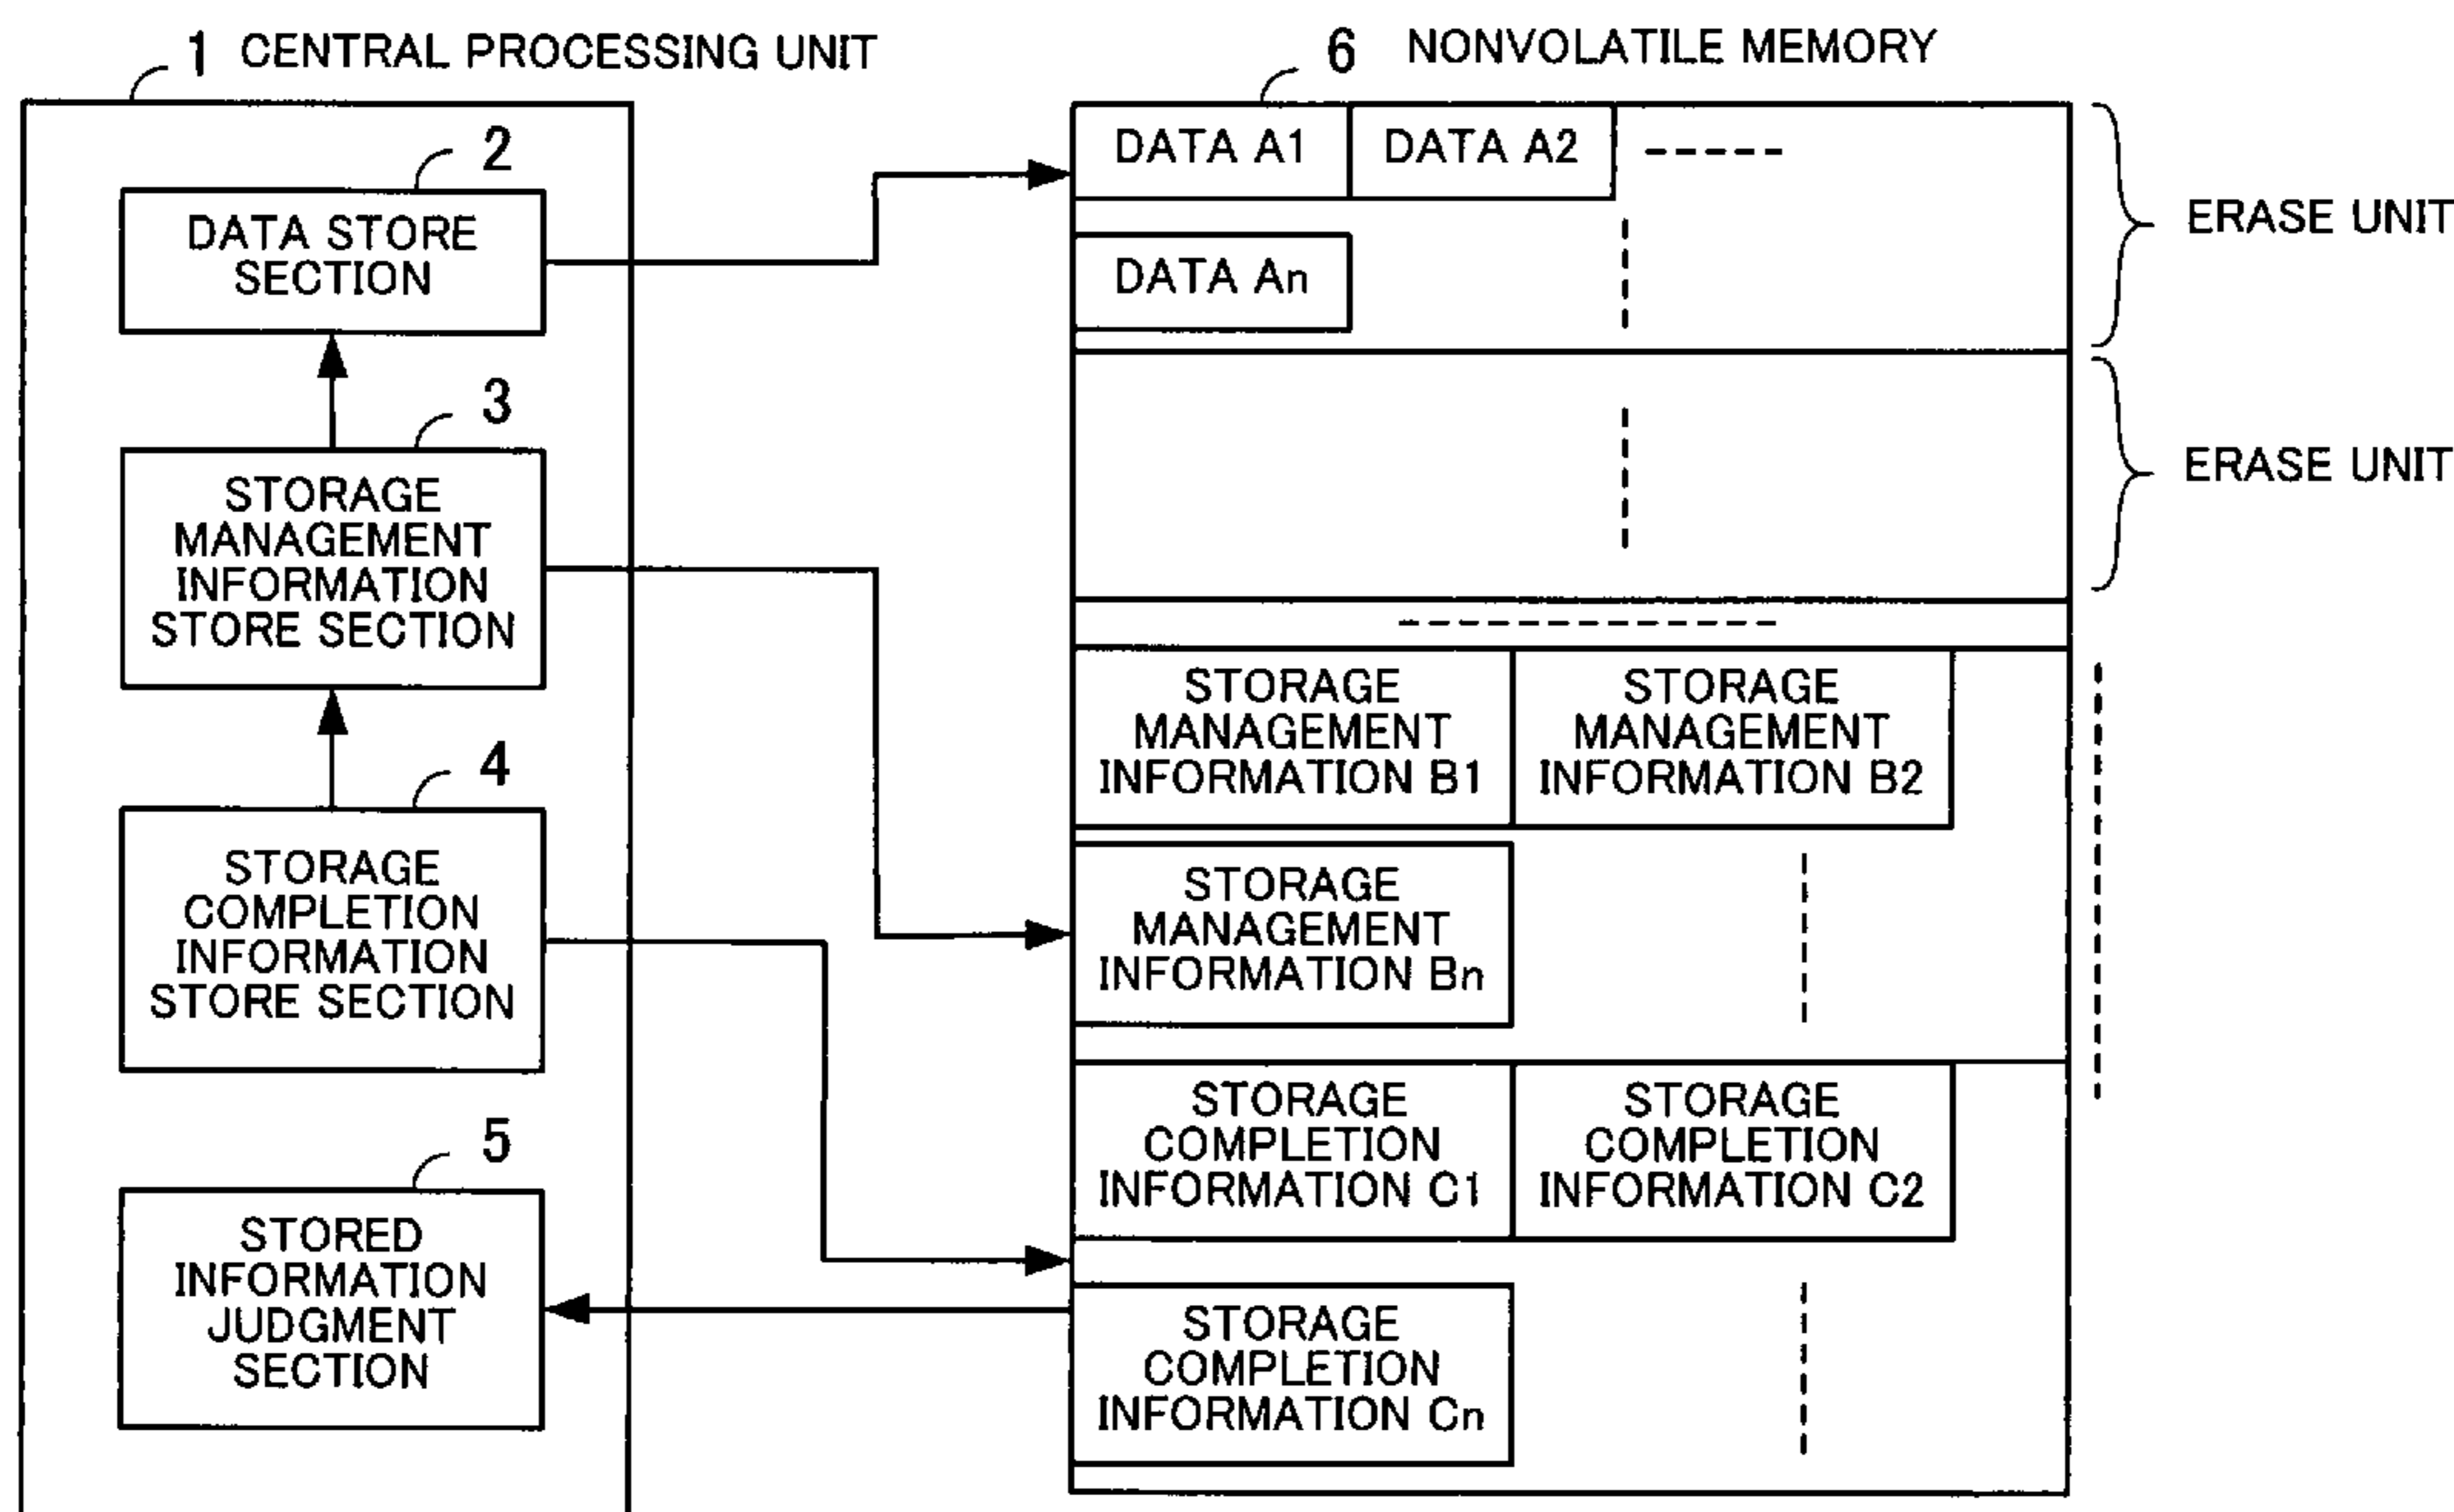 1 CENTRAL PROCESSING UNIT
2
DATA STORE
SECTION
3
STORAGE
MANAGEMENT
INFORMATION
STORE SECTION
4
STORAGE
COMPLETION
INFORMATION
STORE SECTION
5
STORED
INFORMATION
JUDGMENT
SECTION
6 NONVOLATILE MEMORY
DATA A1
DATA A2
DATA An
ERASE UNIT
ERASE UNIT
STORAGE
MANAGEMENT
INFORMATION B1
STORAGE
MANAGEMENT
INFORMATION B2
STORAGE
MANAGEMENT
INFORMATION Bn
STORAGE
COMPLETION
INFORMATION C1
STORAGE
COMPLETION
INFORMATION C2
STORAGE
COMPLETION
INFORMATION Cn